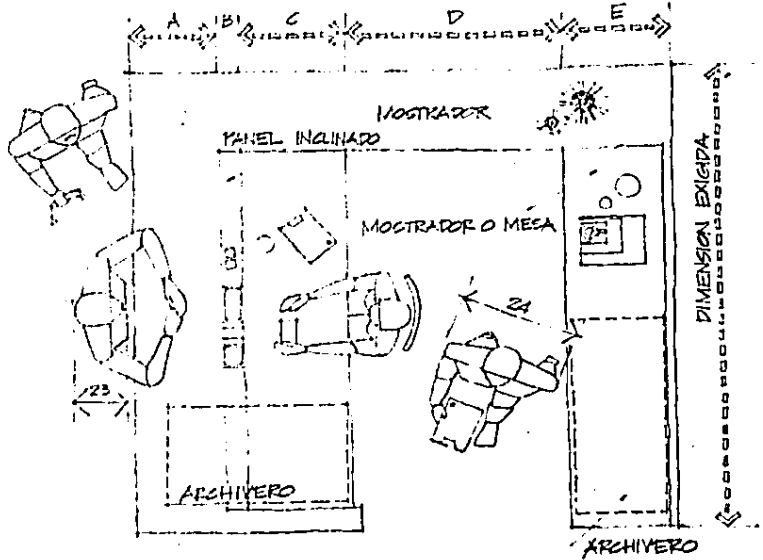 A B C D E
MOSTRADOR
PANEL INCLINADO
MOSTRADOR O MESA
DIMENSION EXIGIDA
24
23
ARCHIVERO
ARCHIVERO